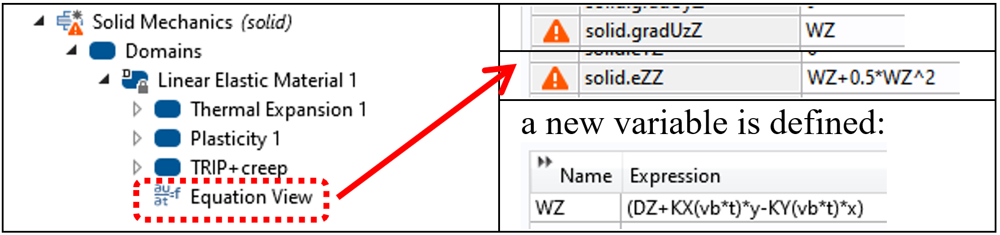 Solid Mechanics (solid)
Domains
D
Linear Elastic Material 1
Thermal Expansion 1
Plasticity 1
TRIP+creep
∂u/∂t=f Equation View
solid.gradUzZ WZ
solid.eZZ WZ+0.5*WZ^2
a new variable is defined:
Name Expression
WZ (DZ+KX(vb*t)*y-KY(vb*t)*x)